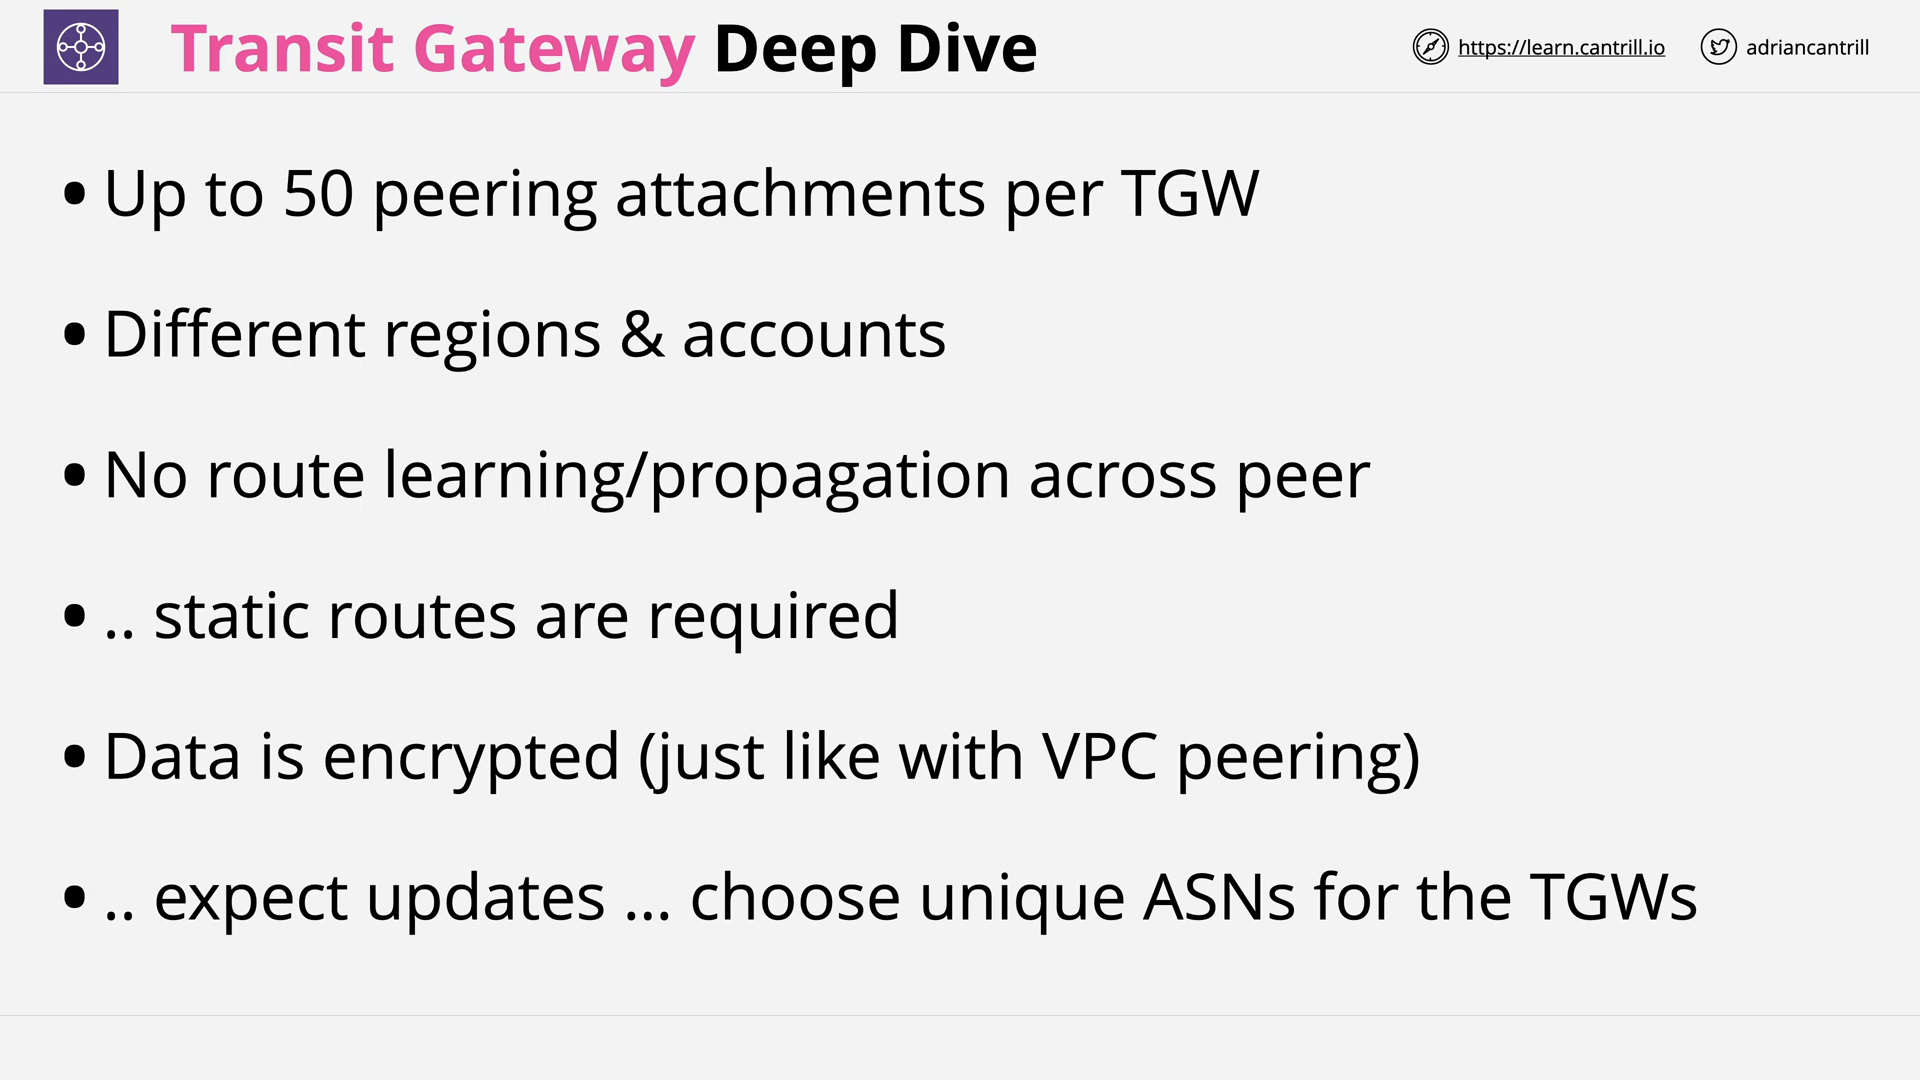 Transit Gateway Deep Dive
https://learn.cantrill.io
adriancantrill
• Up to 50 peering attachments per TGW
• Different regions & accounts
• No route learning/propagation across peer
• .. static routes are required
• Data is encrypted (just like with VPC peering)
• .. expect updates ... choose unique ASNs for the TGWs